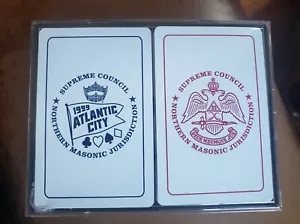 SUPREME COUNCIL
1999
ATLANTIC
CITY
NORTHERN MASONIC JURISDICTION
SUPREME COUNCIL
NORTHERN MASONIC JURISDICTION